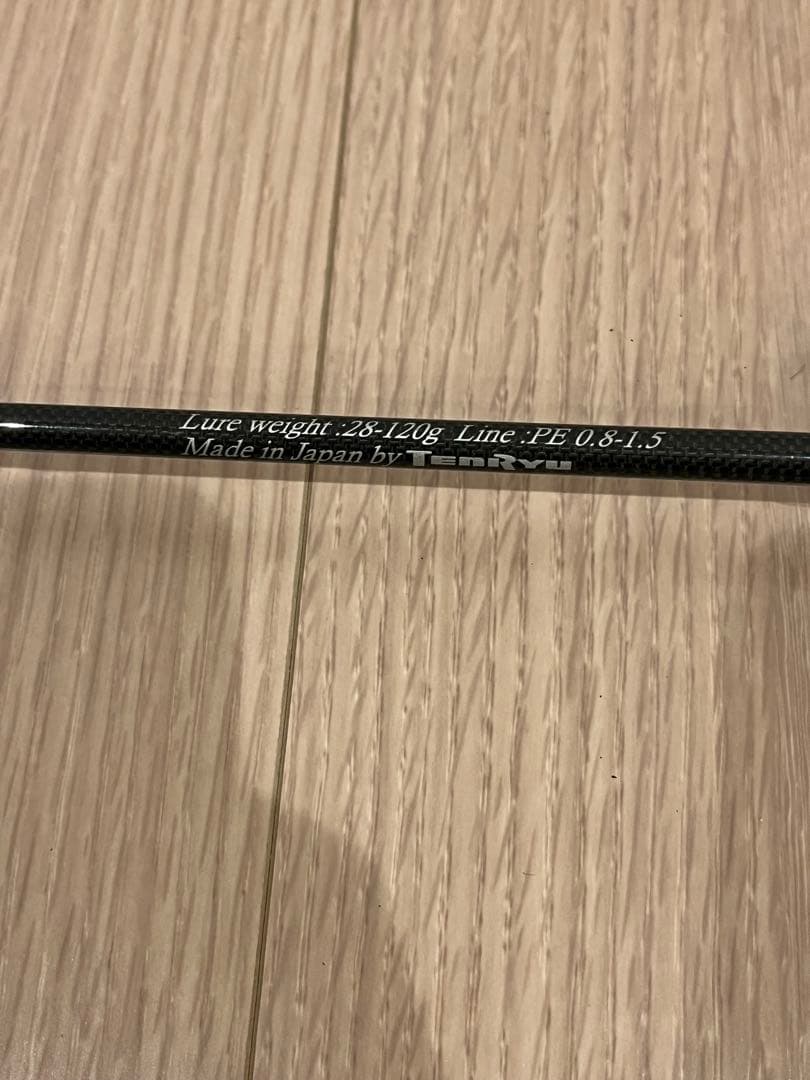 Lure weight :28-120g Line :PE 0.8-1.5
Made in Japan by TENRYU